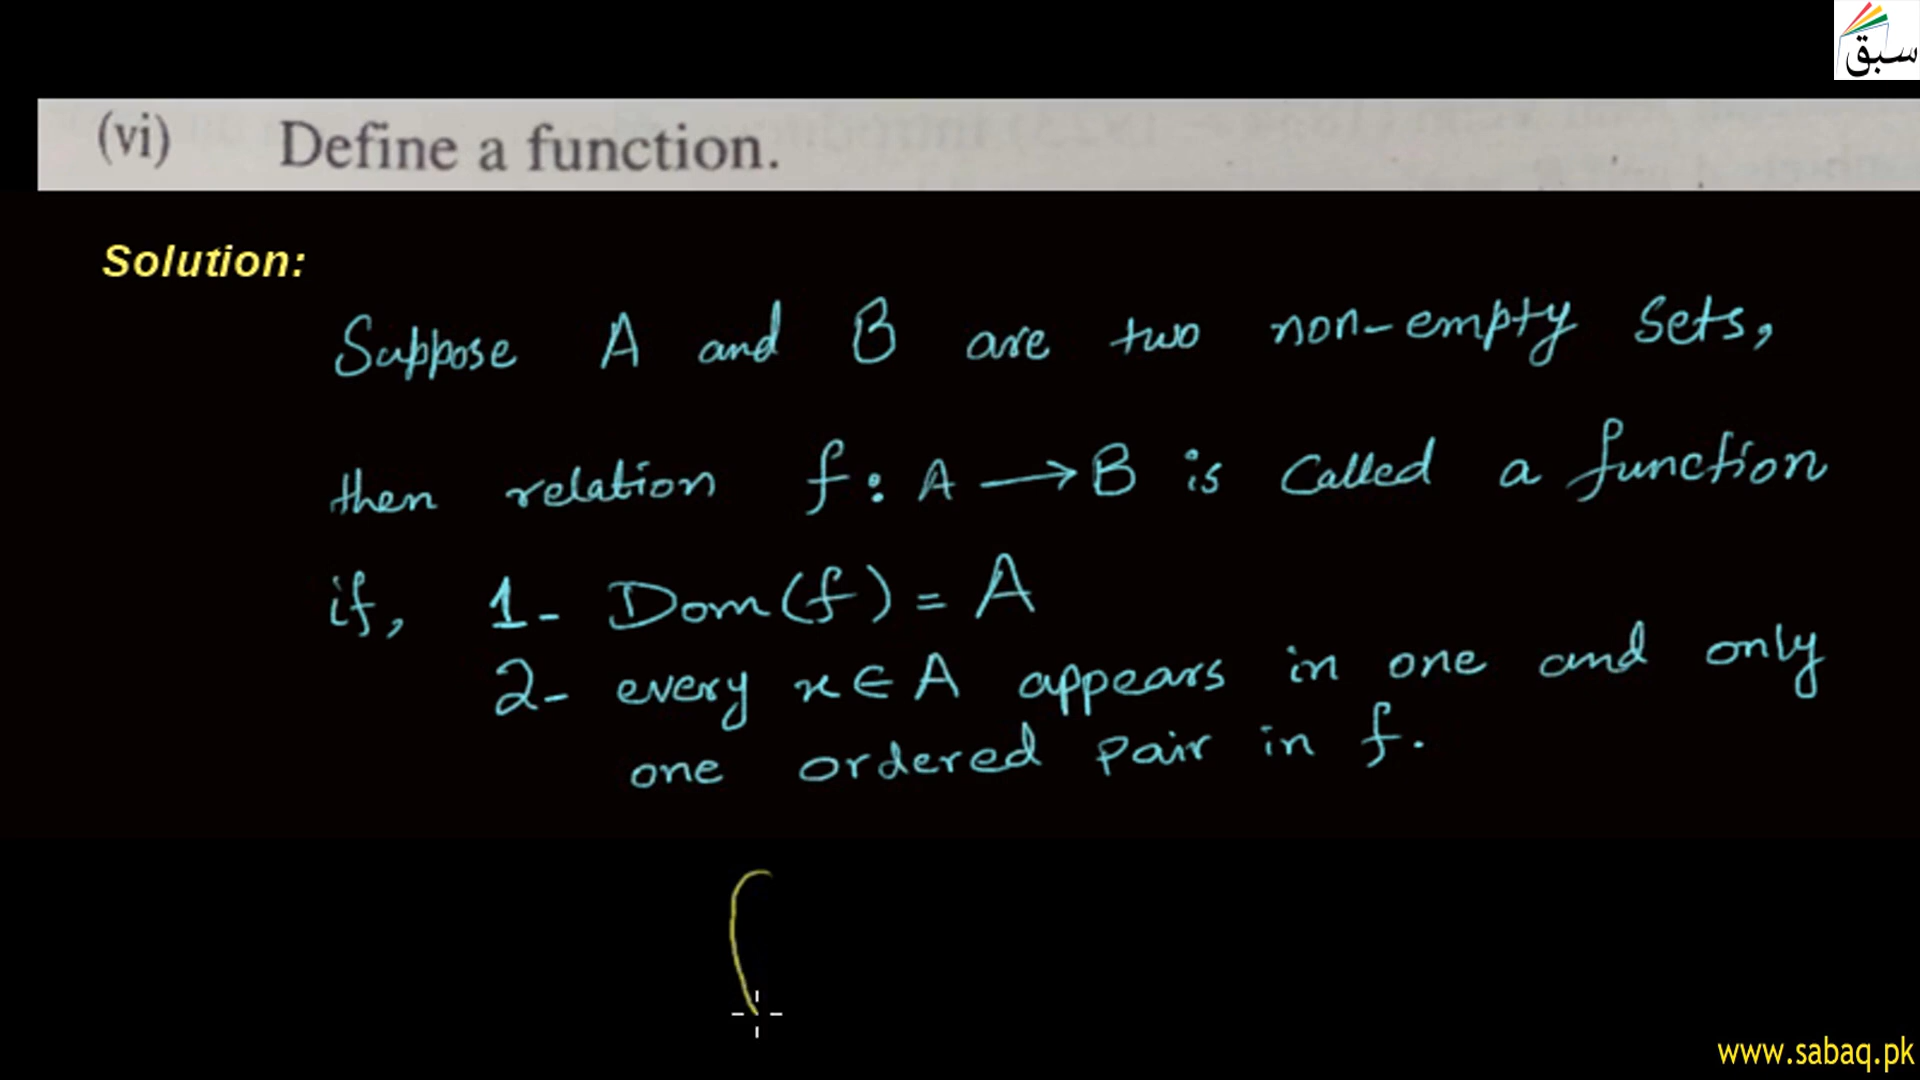 سبق
(vi) Define a function.
Solution:
Suppose A and B are two non-empty sets,
then relation f : A ⟶ B is called a function
if, 1- Dom(f) = A
2- every x ∈ A appears in one and only
one ordered pair in f.
www.sabaq.pk